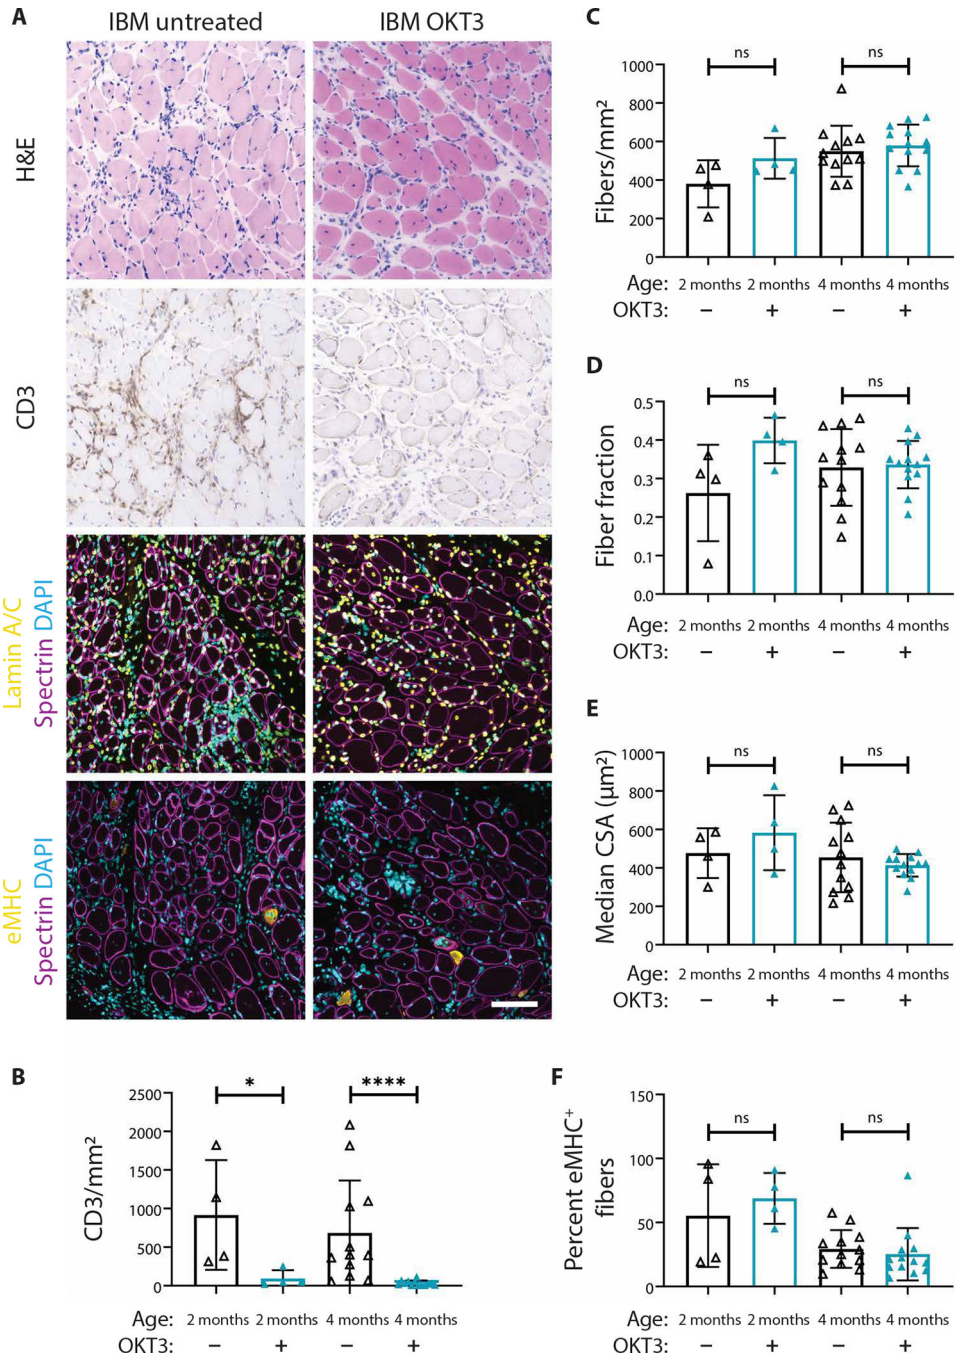 A
IBM untreated
IBM OKT3
H&E
CD3
Lamin A/C
Spectrin DAPI
eMHC
Spectrin DAPI
B
* ****
2500
2000
1500
1000
500
0
CD3/mm²
Age: 2 months 2 months 4 months 4 months
OKT3: − + − +
C
ns ns
1000
800
600
400
200
0
Fibers/mm²
Age: 2 months 2 months 4 months 4 months
OKT3: − + − +
D
ns ns
0.5
0.4
0.3
0.2
0.1
0.0
Fiber fraction
Age: 2 months 2 months 4 months 4 months
OKT3: − + − +
E
ns ns
1000
800
600
400
200
0
Median CSA (µm²)
Age: 2 months 2 months 4 months 4 months
OKT3: − + − +
F
ns ns
150
100
50
0
Percent eMHC⁺
fibers
Age: 2 months 2 months 4 months 4 months
OKT3: − + − +